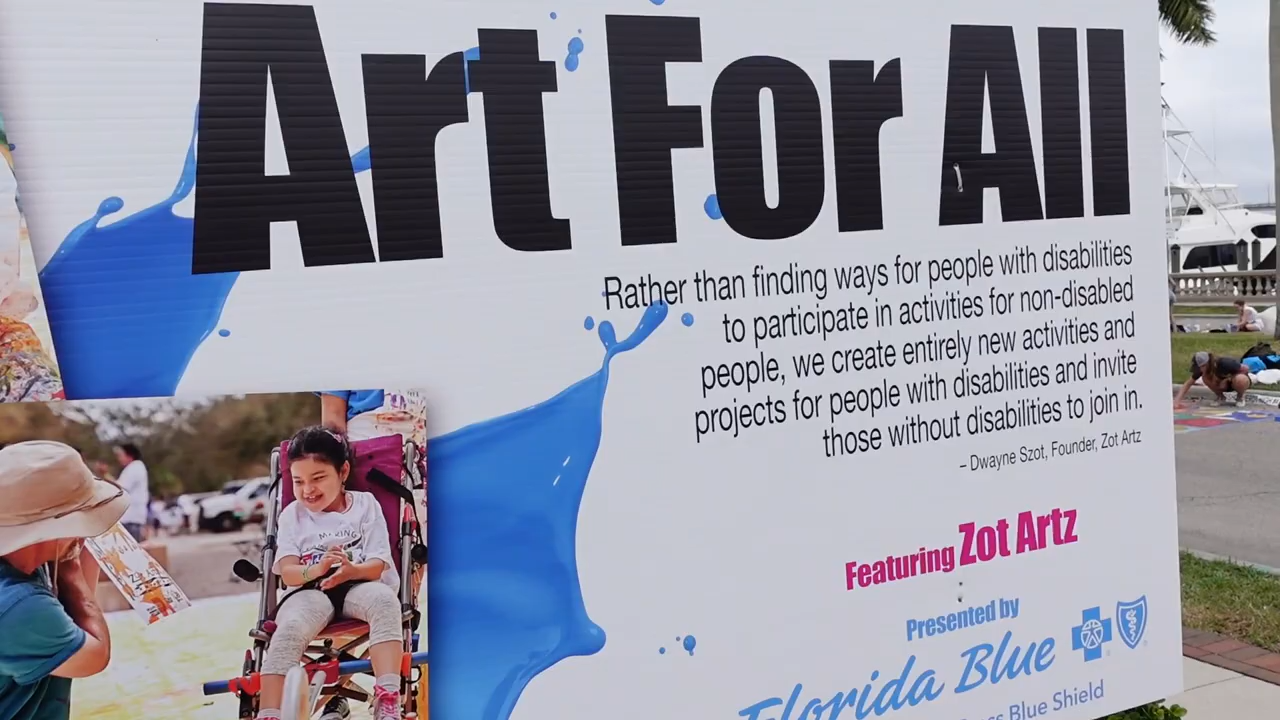 Art For All
Rather than finding ways for people with disabilities
to participate in activities for non-disabled
people, we create entirely new activities and
projects for people with disabilities and invite
those without disabilities to join in.
– Dwayne Szot, Founder, Zot Artz
Featuring Zot Artz
Presented by
Florida Blue
Blue Shield